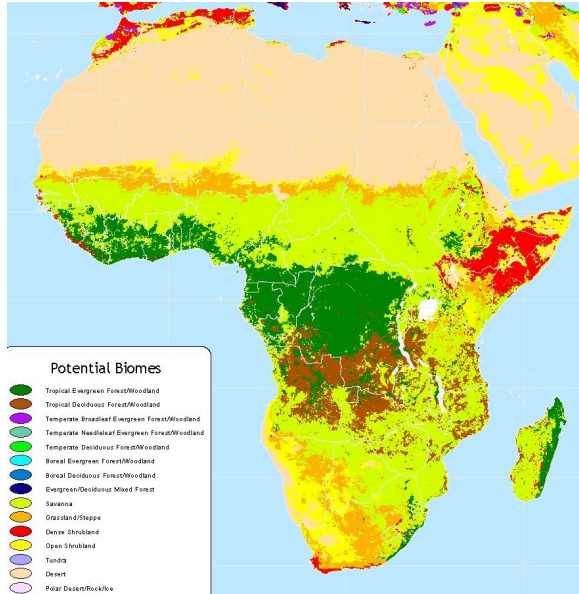 Potential Biomes
Tropical Evergreen Forest/Woodland
Tropical Deciduous Forest/Woodland
Temperate Broadleaf Evergreen Forest/Woodland
Temperate Needleleaf Evergreen Forest/Woodland
Temperate Deciduous Forest/Woodland
Boreal Evergreen Forest/Woodland
Boreal Deciduous Forest/Woodland
Evergreen/Deciduous Mixed Forest
Savanna
Grassland/Steppe
Dense Shrubland
Open Shrubland
Tundra
Desert
Polar Desert/Rock/Ice